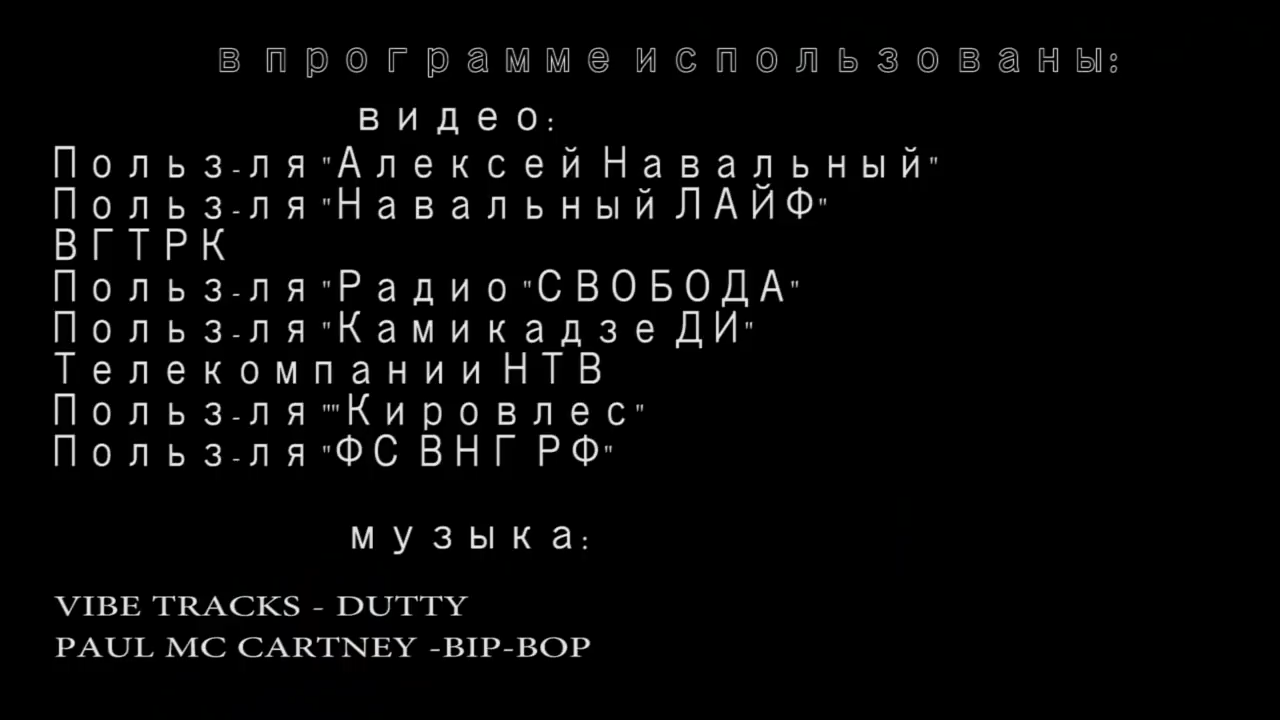 в программе использованы:
видео:
Польз-ля "Алексей Навальный"
Польз-ля "Навальный ЛАЙФ"
ВГТРК
Польз-ля "Радио "СВОБОДА"
Польз-ля "Камикадзе ДИ"
Телекомпании НТВ
Польз-ля ""Кировлес"
Польз-ля "ФС ВНГ РФ"
музыка:
VIBE TRACKS - DUTTY
PAUL MC CARTNEY -BIP-BOP